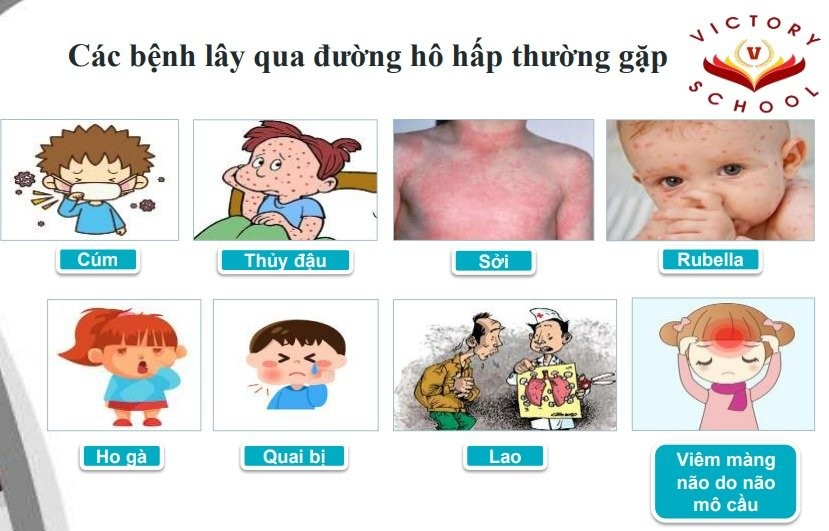 Các bệnh lây qua đường hô hấp thường gặp
VICTORY
V
SCHOOL
Cúm
Thủy đậu
Sởi
Rubella
Ho gà
Quai bị
Lao
Viêm màng
não do não
mô cầu